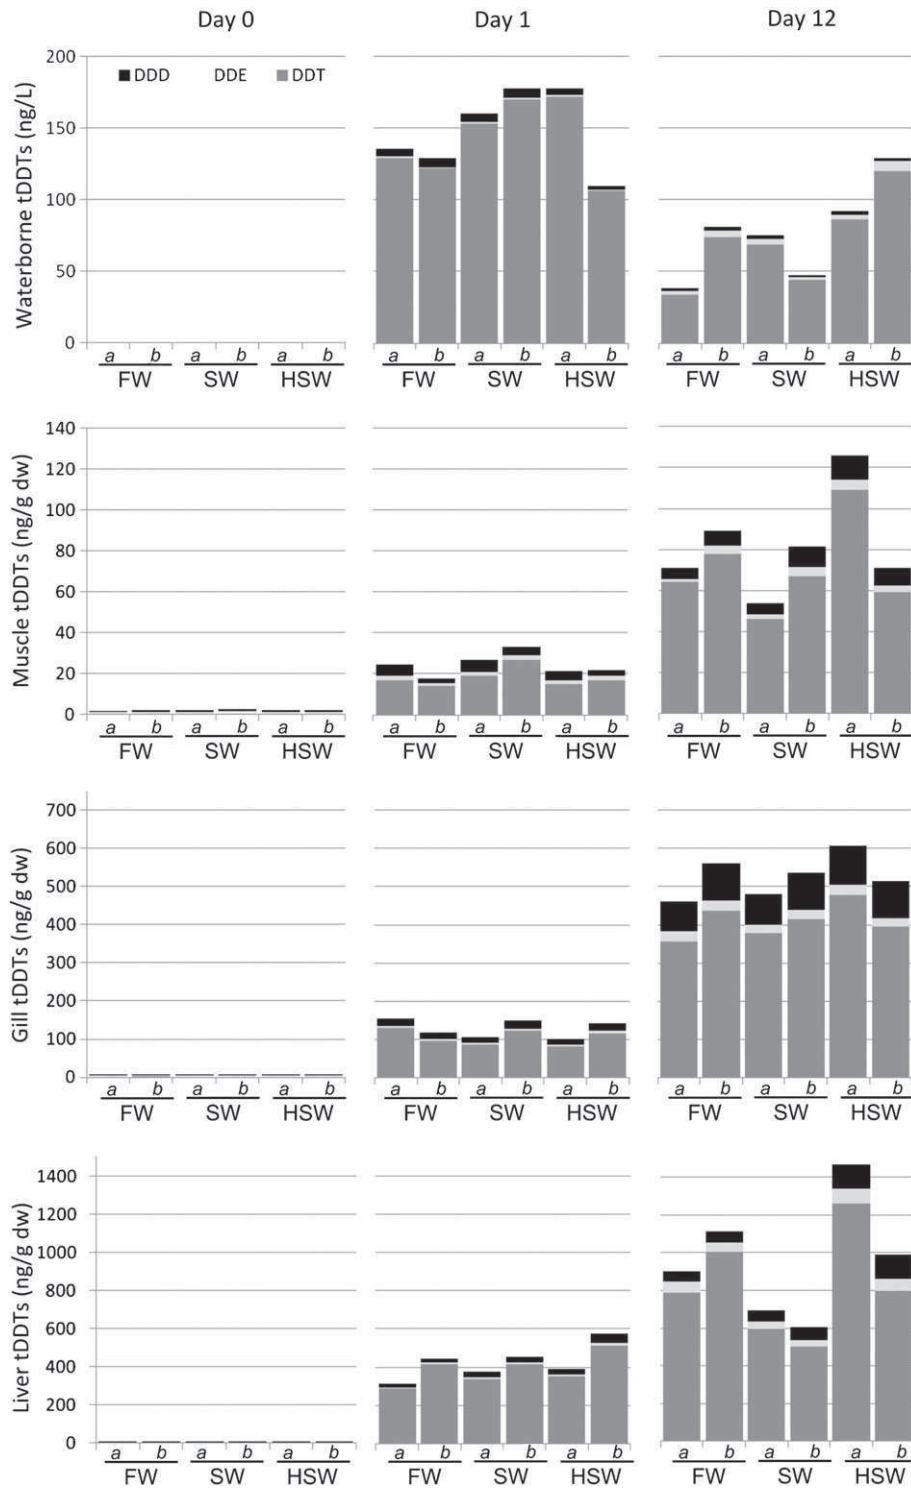 Day 0 Day 1 Day 12
Waterborne tDDTs (ng/L)
200
DDD DDE DDT
150
100
50
0
a b a b a b a b a b a b a b a b a b
FW SW HSW FW SW HSW FW SW HSW
Muscle tDDTs (ng/g dw)
140
120
100
80
60
40
20
0
a b a b a b a b a b a b a b a b a b
FW SW HSW FW SW HSW FW SW HSW
Gill tDDTs (ng/g dw)
700
600
500
400
300
200
100
0
a b a b a b a b a b a b a b a b a b
FW SW HSW FW SW HSW FW SW HSW
Liver tDDTs (ng/g dw)
1400
1200
1000
800
600
400
200
0
a b a b a b a b a b a b a b a b a b
FW SW HSW FW SW HSW FW SW HSW